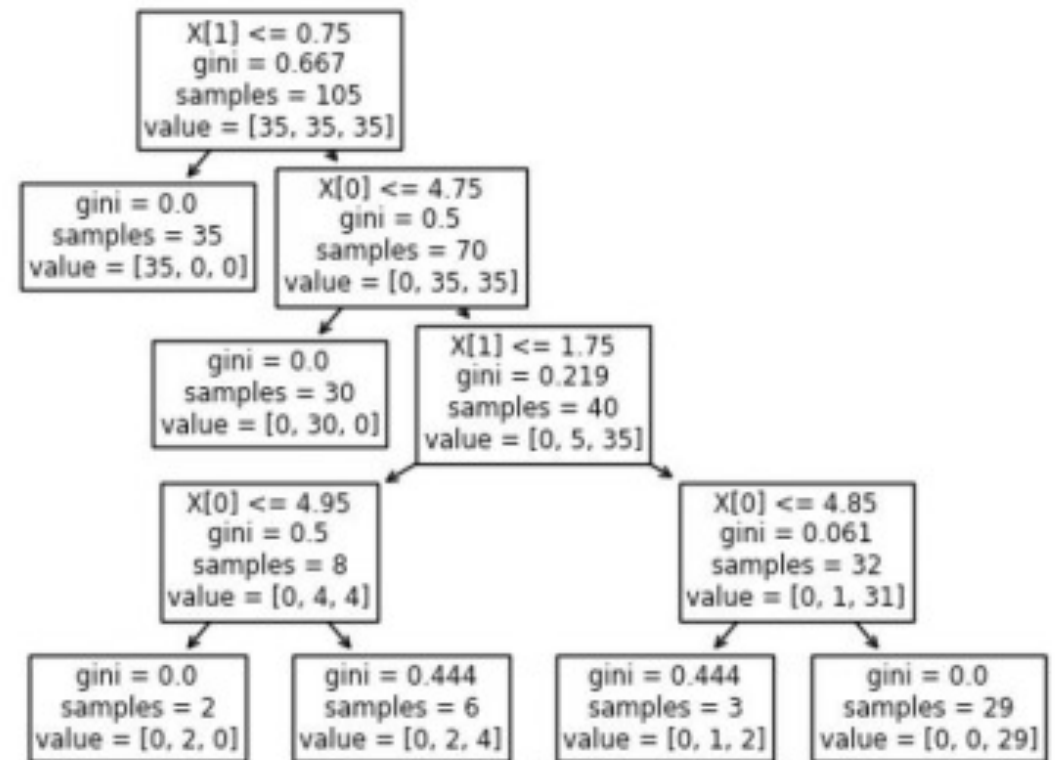 X[1] <= 0.75
gini = 0.667
samples = 105
value = [35, 35, 35]
gini = 0.0
samples = 35
value = [35, 0, 0]
X[0] <= 4.75
gini = 0.5
samples = 70
value = [0, 35, 35]
gini = 0.0
samples = 30
value = [0, 30, 0]
X[1] <= 1.75
gini = 0.219
samples = 40
value = [0, 5, 35]
X[0] <= 4.95
gini = 0.5
samples = 8
value = [0, 4, 4]
X[0] <= 4.85
gini = 0.061
samples = 32
value = [0, 1, 31]
gini = 0.0
samples = 2
value = [0, 2, 0]
gini = 0.444
samples = 6
value = [0, 2, 4]
gini = 0.444
samples = 3
value = [0, 1, 2]
gini = 0.0
samples = 29
value = [0, 0, 29]